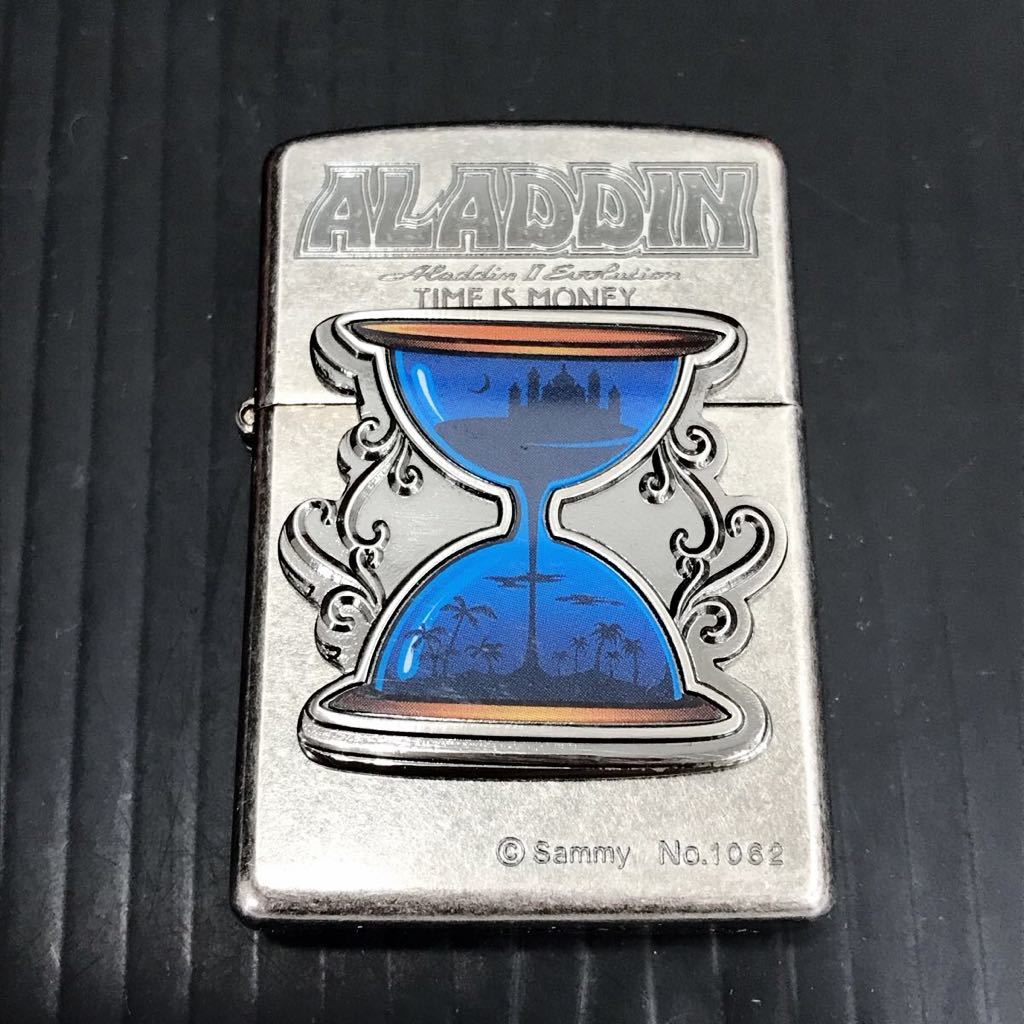 ALADDIN
Aladdin II Evolution
TIME IS MONEY
© Sammy No.1062